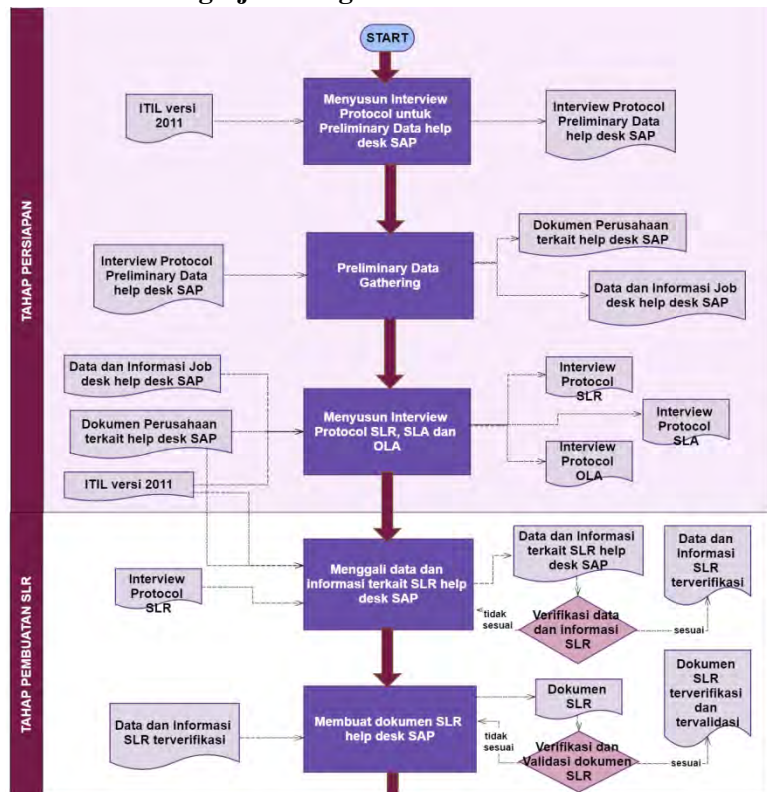 START
TAHAP PERSIAPAN
ITIL versi
2011
Menyusun Interview
Protocol untuk
Preliminary Data help
desk SAP
Interview Protocol
Preliminary Data
help desk SAP
Interview Protocol
Preliminary Data
help desk SAP
Preliminary Data
Gathering
Dokumen Perusahaan
terkait help desk SAP
Data dan Informasi Job
desk help desk SAP
Data dan Informasi Job
desk help desk SAP
Dokumen Perusahaan
terkait help desk SAP
ITIL versi 2011
Menyusun Interview
Protocol SLR, SLA dan
OLA
Interview
Protocol
SLR
Interview
Protocol
SLA
Interview
Protocol
OLA
TAHAP PEMBUATAN SLR
Interview
Protocol
SLR
Menggali data dan
informasi terkait SLR help
desk SAP
Data dan Informasi
terkait SLR help
desk SAP
tidak
sesuai
Verifikasi data
dan informasi
SLR
sesuai
Data dan
Informasi
SLR
terverifikasi
Data dan Informasi
SLR terverifikasi
Membuat dokumen SLR
help desk SAP
Dokumen
SLR
tidak
sesuai
Verifikasi dan
Validasi dokumen
SLR
sesuai
Dokumen
SLR
terverifikasi
dan
tervalidasi